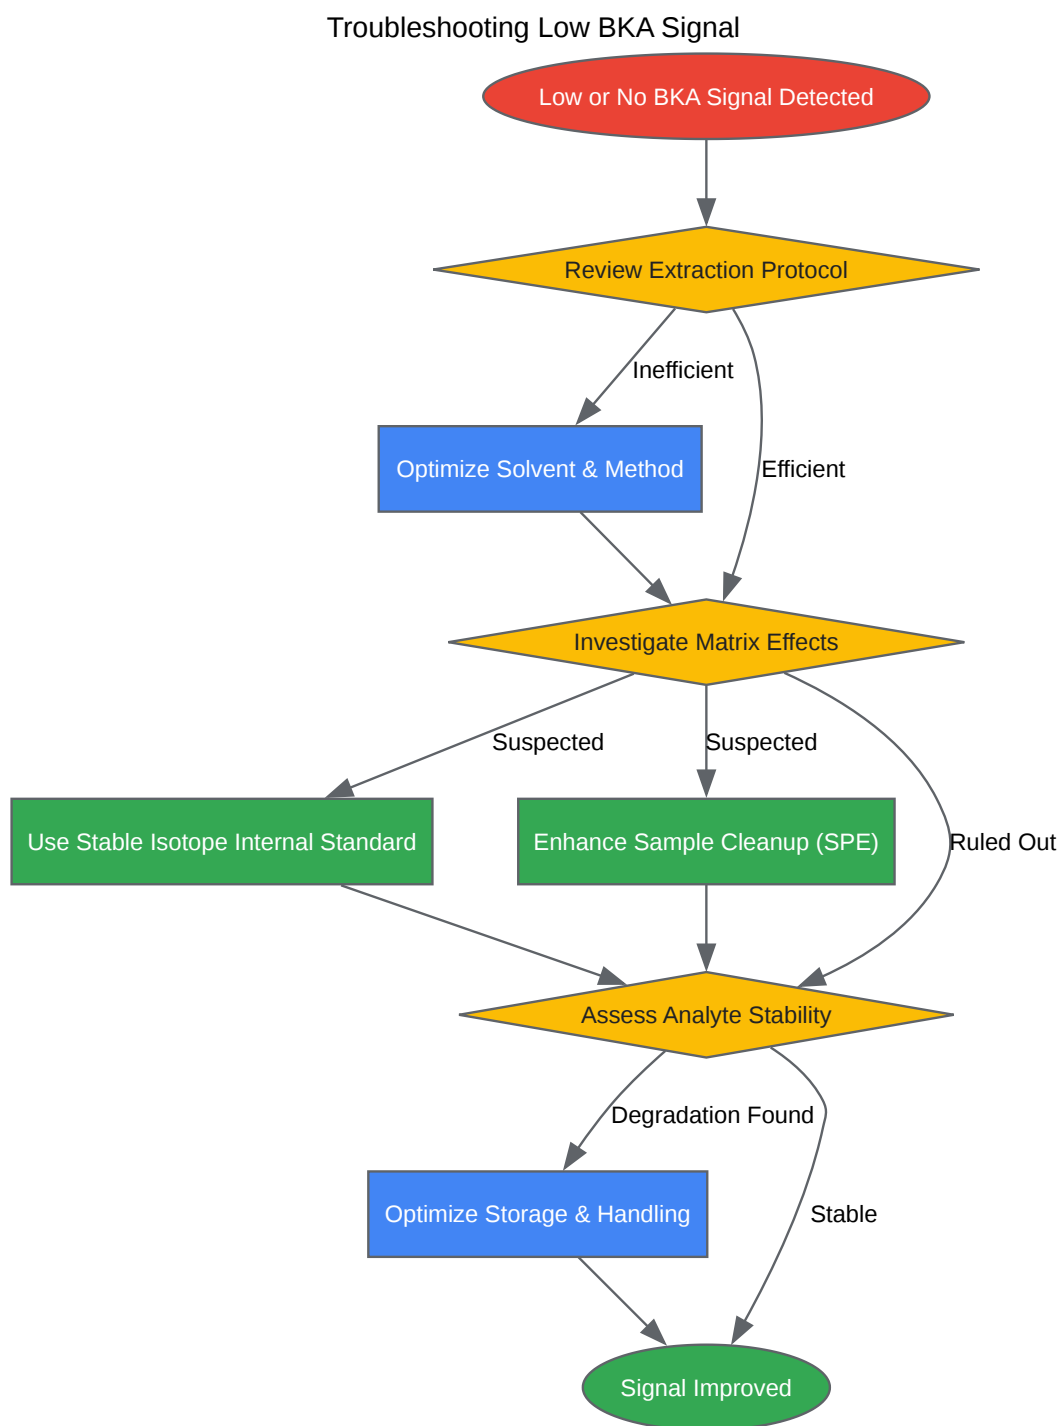 Troubleshooting Low BKA Signal
Low or No BKA Signal Detected
Review Extraction Protocol
Inefficient
Optimize Solvent & Method
Efficient
Investigate Matrix Effects
Suspected
Suspected
Use Stable Isotope Internal Standard
Enhance Sample Cleanup (SPE)
Ruled Out
Assess Analyte Stability
Degradation Found
Optimize Storage & Handling
Stable
Signal Improved